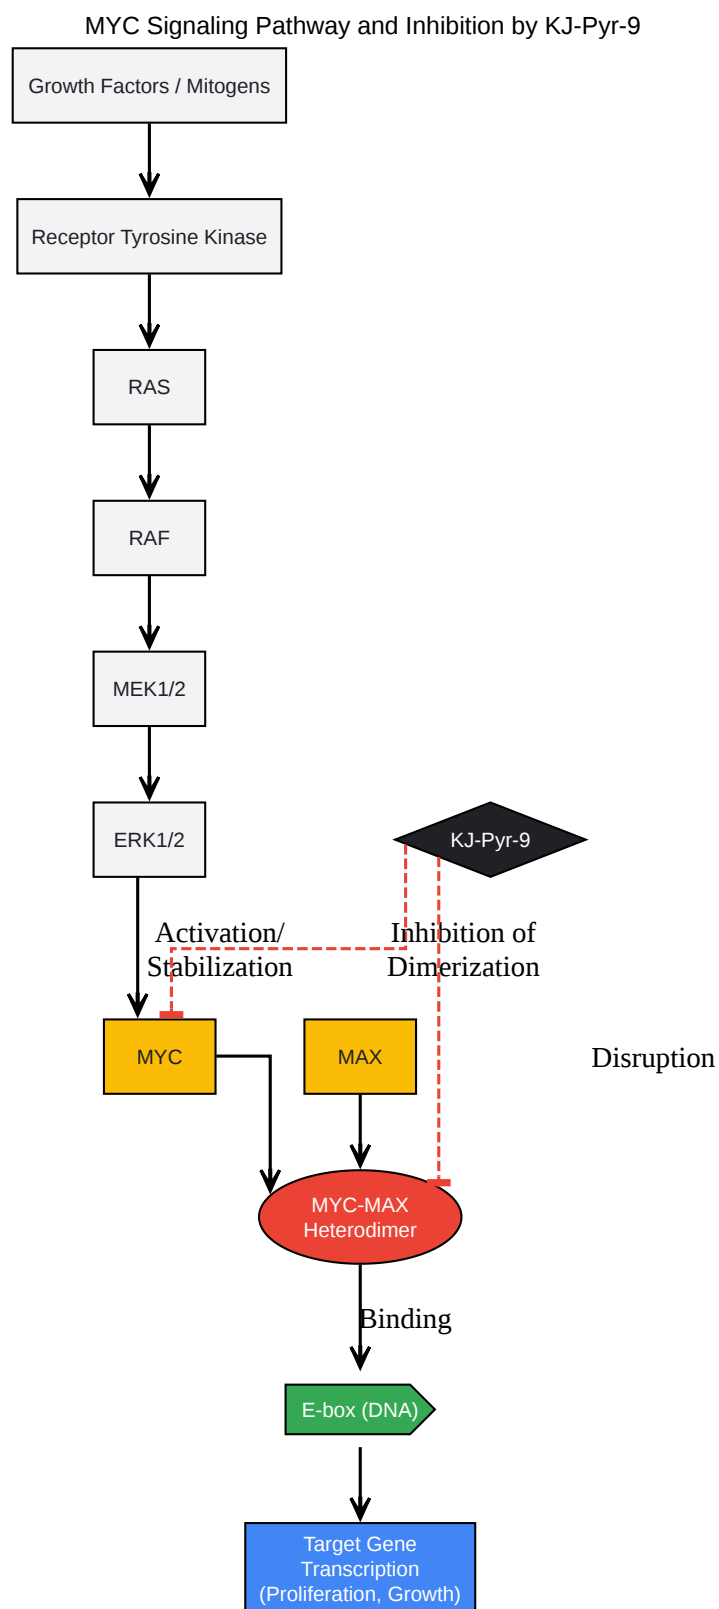 MYC Signaling Pathway and Inhibition by KJ-Pyr-9
Growth Factors / Mitogens
Receptor Tyrosine Kinase
RAS
RAF
MEK1/2
ERK1/2
KJ-Pyr-9
Activation/
Stabilization
Inhibition of
Dimerization
MYC
MAX
Disruption
MYC-MAX
Heterodimer
Binding
E-box (DNA)
Target Gene
Transcription
(Proliferation, Growth)